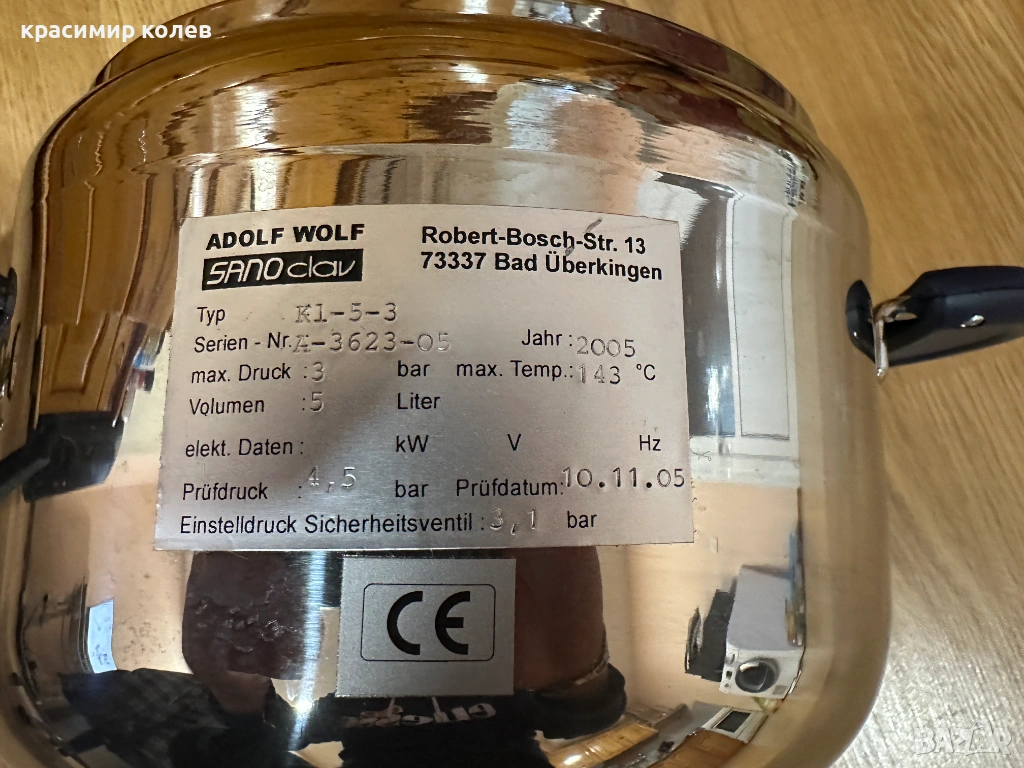 красимир колев
ADOLF WOLF
SANOclav
Robert-Bosch-Str. 13
73337 Bad Überkingen
Typ K1-5-3
Serien - Nr. A-3623-05 Jahr : 2005
max. Druck : 3 bar max. Temp.: 143 °C
Volumen : 5 Liter
elekt. Daten : kW V Hz
Prüfdruck : 4,5 bar Prüfdatum: 10.11.05
Einstelldruck Sicherheitsventil : 3,1 bar
CE
BAZAR